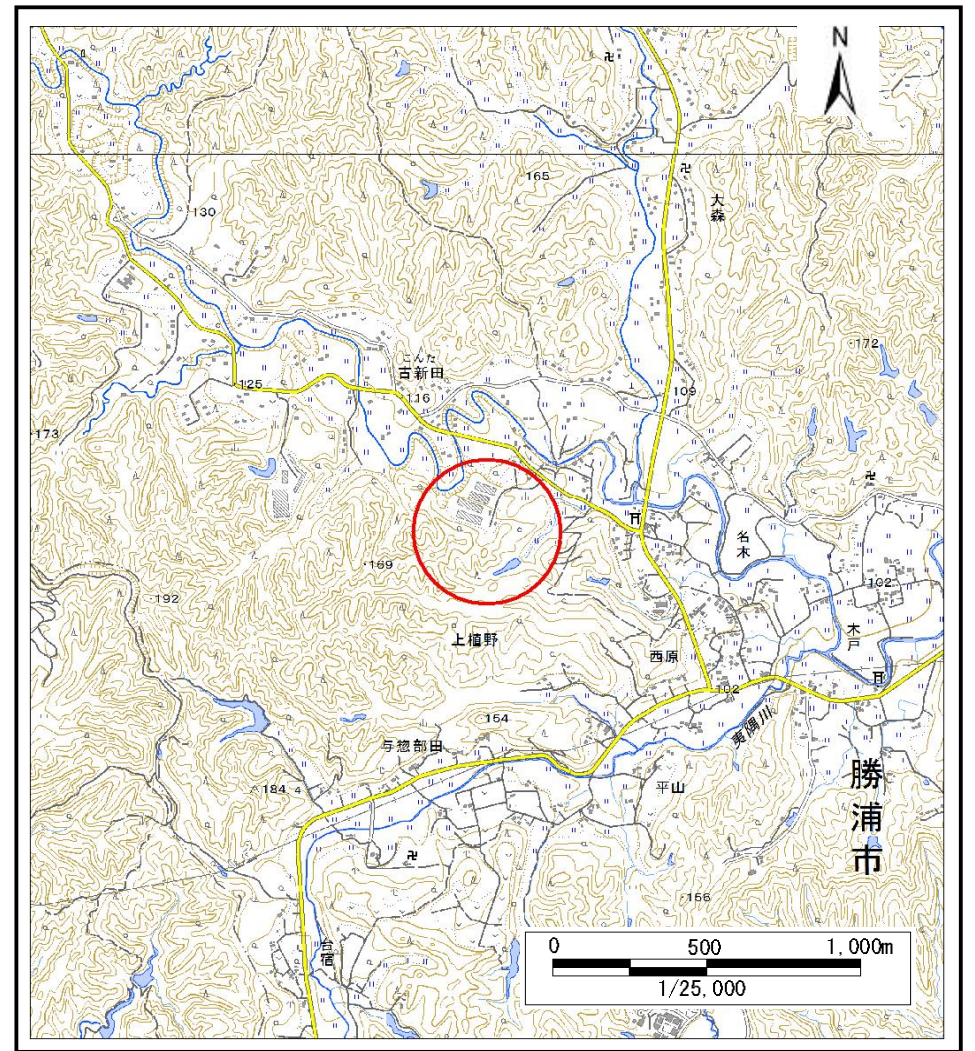 N
165
大森
130
172
こんた
古新田
125
116
109
173
169
名木
102
192
木戸
上植野
西原
102
154
夷隅川
与惣部田
184.4
平山
勝浦市
156
台宿
0 500 1,000m
1/25,000